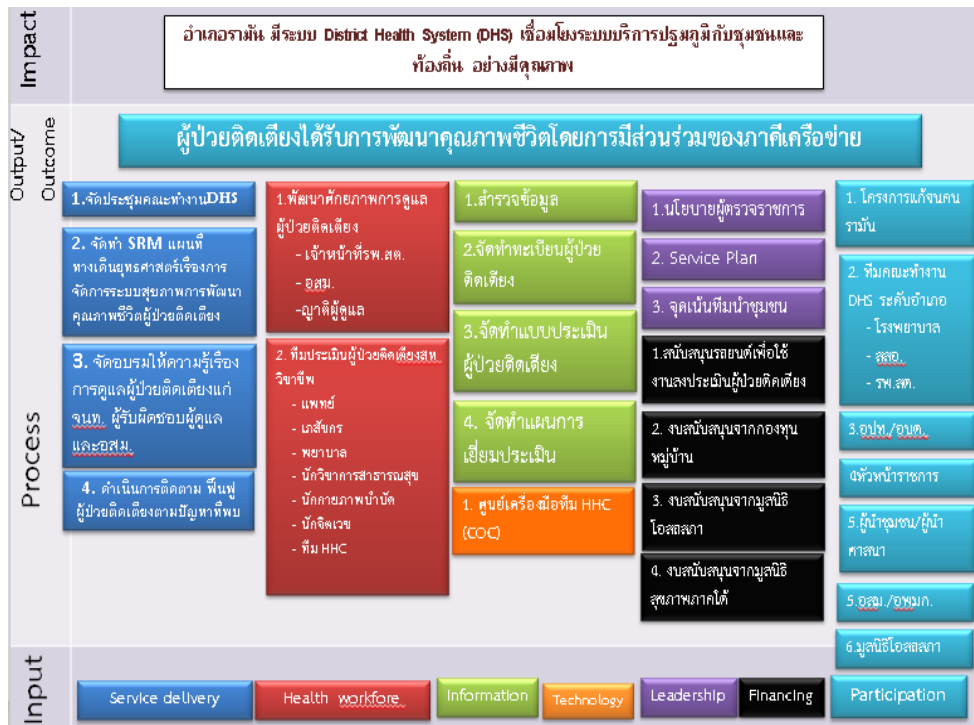 Impact
อำเภอรามัน มีระบบ District Health System (DHS) เชื่อมโยงระบบบริการปฐมภูมิกับชุมชนและ
ท้องถิ่น อย่างมีคุณภาพ
Output/
Outcome
ผู้ป่วยติดเตียงได้รับการพัฒนาคุณภาพชีวิตโดยการมีส่วนร่วมของภาคีเครือข่าย
Process
1.จัดประชุมคณะทำงานDHS
2. จัดทำ SRM แผนที่
ทางเดินยุทธศาสตร์เรื่องการ
จัดการระบบสุขภาพการพัฒนา
คุณภาพชีวิตผู้ป่วยติดเตียง
3. จัดอบรมให้ความรู้เรื่อง
การดูแลผู้ป่วยติดเตียงแก่
จนท. ผู้รับผิดชอบผู้ดูแล
และอสม.
4. ดำเนินการติดตาม ฟื้นฟู
ผู้ป่วยติดเตียงตามปัญหาที่พบ
1.พัฒนาศักยภาพการดูแล
ผู้ป่วยติดเตียง
- เจ้าหน้าที่รพ.สต.
- อสม.
-ญาติผู้ดูแล
2. ทีมประเมินผู้ป่วยติดเตียงสห
วิชาชีพ
- แพทย์
- เภสัชกร
- พยาบาล
- นักวิชาการสาธารณสุข
- นักกายภาพบำบัด
- นักจิตเวช
- ทีม HHC
1.สำรวจข้อมูล
2.จัดทำทะเบียนผู้ป่วย
ติดเตียง
3.จัดทำแบบประเมิน
ผู้ป่วยติดเตียง
4. จัดทำแผนการ
เยี่ยมประเมิน
1. ศูนย์เครื่องมือทีม HHC
(COC)
1.นโยบายผู้ตรวจราชการ
2. Service Plan
3. จุดเน้นทีมนำชุมชน
1.สนับสนุนรถยนต์เพื่อใช้
งานลงประเมินผู้ป่วยติดเตียง
2. งบสนับสนุนจากกองทุน
หมู่บ้าน
3. งบสนับสนุนจากมูลนิธิ
โอสถสภา
4. งบสนับสนุนจากมูลนิธิ
สุขภาพภาคใต้
1. โครงการแก้จนคน
รามัน
2. ทีมคณะทำงาน
DHS ระดับอำเภอ
- โรงพยาบาล
- สสอ.
- รพ.สต.
3.อปท./อบต.
4หัวหน้าราชการ
5.ผู้นำชุมชน/ผู้นำ
ศาสนา
5.อสม./อพมก.
6.มูลนิธิโอสถสภา
Input
Service delivery
Health workfore
Information
Technology
Leadership
Financing
Participation